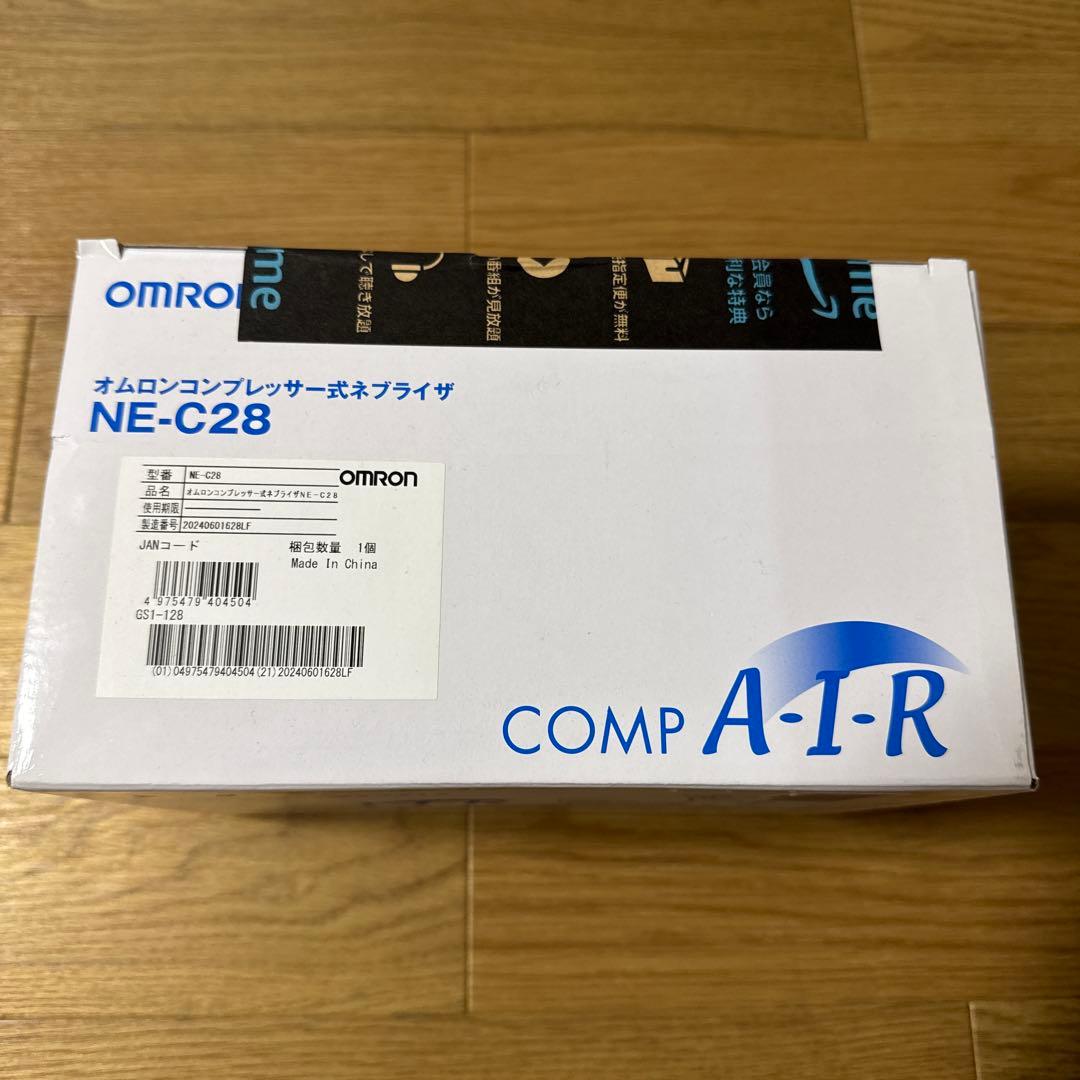 OMRO
me
して聴き放題
番組が見放題
指定便が無料
会員なら
利な特典
me
オムロンコンプレッサー式ネブライザ
NE-C28
型番 NE-C28
OMRON
品名 オムロンコンプレッサー式ネブライザNE-C28
使用期限
製造番号 20240601628LF
JANコード 梱包数量 1個
Made In China
4 975479 404504
GS1-128
(01)04975479404504(21)20240601628LF
COMP A-I-R